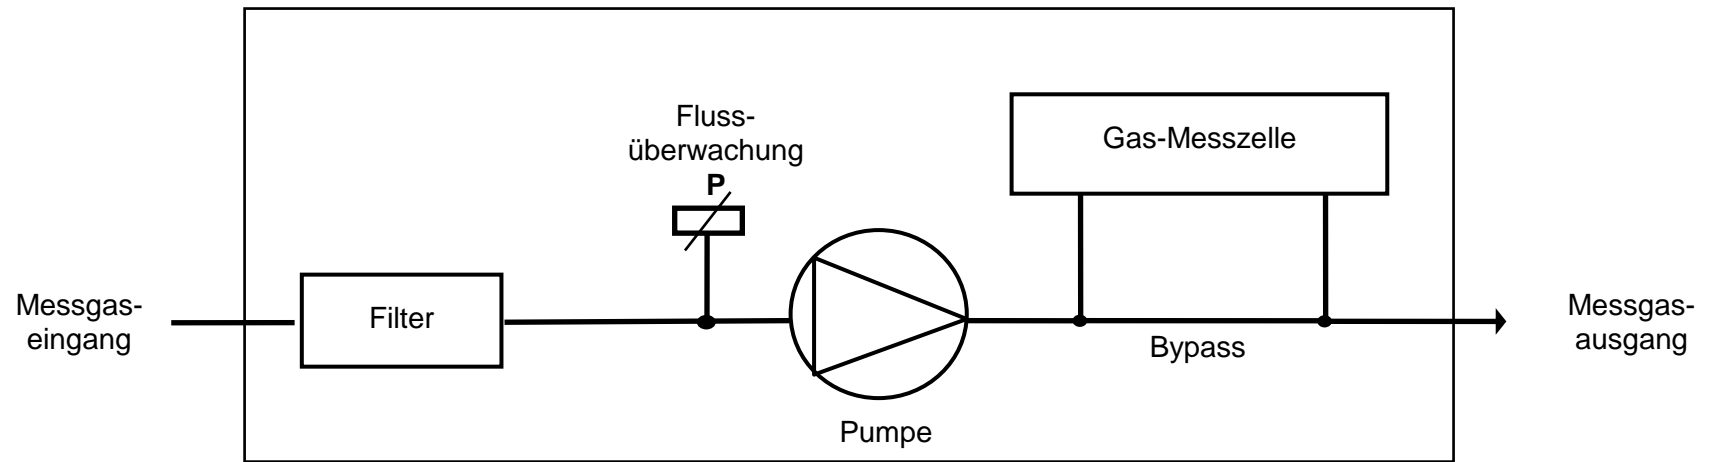 Messgas-
eingang
Filter
Fluss-
überwachung
P
Pumpe
Gas-Messzelle
Bypass
Messgas-
ausgang